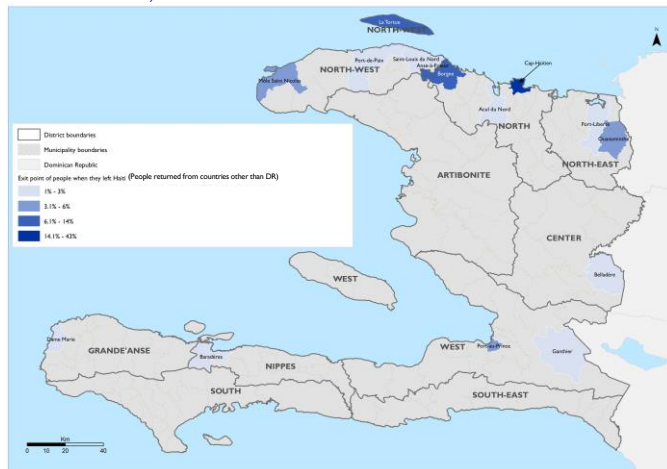 La Tortue
NORTH-WEST
N
Cap-Haïtien
Port-de-Paix
Saint-Louis du Nord
Anse-à-Foleur
Borgne
NORTH-WEST
Môle Saint Nicolas
Acul du Nord
NORTH
Fort-Liberté
Ouanaminthe
NORTH-EAST
District boundaries
Municipality boundaries
Dominican Republic
Exit point of people when they left Haiti (People returned from countries other than DR)
1% - 3%
3.1% - 6%
6.1% - 14%
14.1% - 43%
ARTIBONITE
CENTER
WEST
Belladère
Dame Marie
GRANDE'ANSE
Baradères
NIPPES
WEST
Port-au-Prince
Ganthier
SOUTH
SOUTH-EAST
Km
0 10 20 40